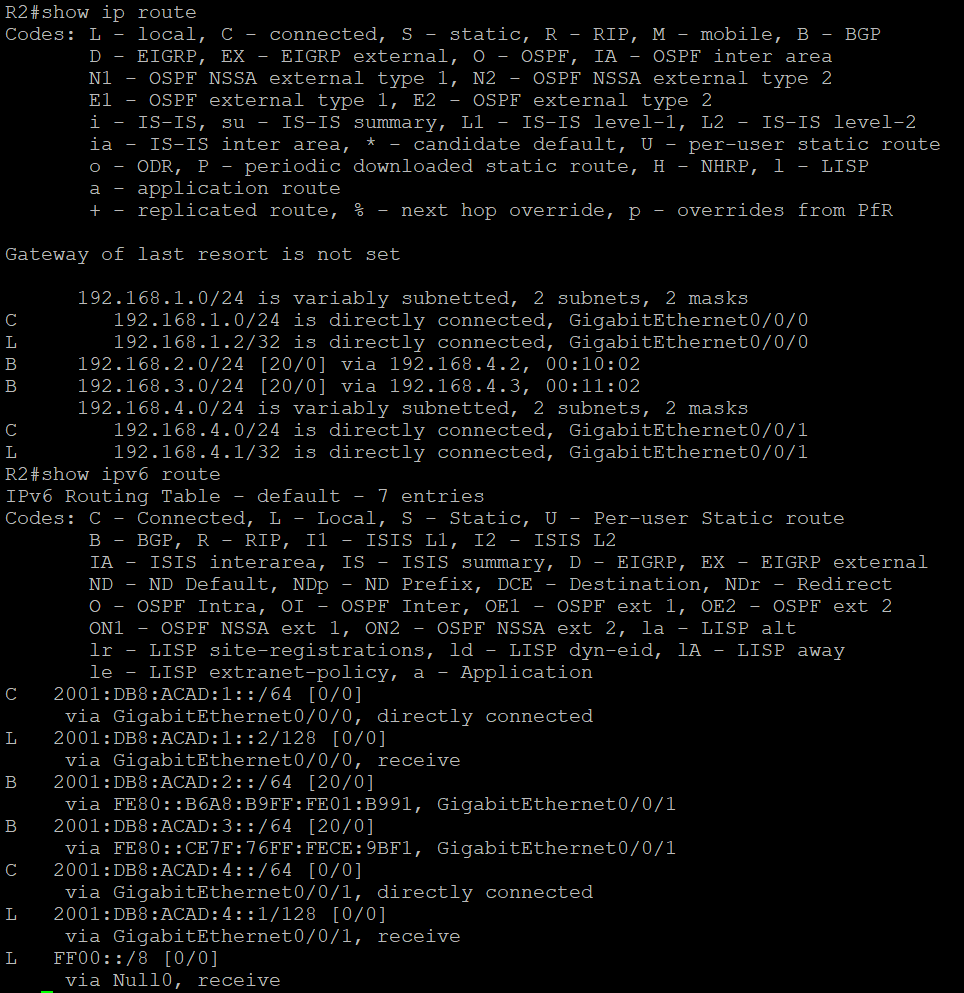 R2#show ip route
Codes: L - local, C - connected, S - static, R - RIP, M - mobile, B - BGP
       D - EIGRP, EX - EIGRP external, O - OSPF, IA - OSPF inter area
       N1 - OSPF NSSA external type 1, N2 - OSPF NSSA external type 2
       E1 - OSPF external type 1, E2 - OSPF external type 2
       i - IS-IS, su - IS-IS summary, L1 - IS-IS level-1, L2 - IS-IS level-2
       ia - IS-IS inter area, * - candidate default, U - per-user static route
       o - ODR, P - periodic downloaded static route, H - NHRP, l - LISP
       a - application route
       + - replicated route, % - next hop override, p - overrides from PfR

Gateway of last resort is not set

      192.168.1.0/24 is variably subnetted, 2 subnets, 2 masks
C        192.168.1.0/24 is directly connected, GigabitEthernet0/0/0
L        192.168.1.2/32 is directly connected, GigabitEthernet0/0/0
B     192.168.2.0/24 [20/0] via 192.168.4.2, 00:10:02
B     192.168.3.0/24 [20/0] via 192.168.4.3, 00:11:02
      192.168.4.0/24 is variably subnetted, 2 subnets, 2 masks
C        192.168.4.0/24 is directly connected, GigabitEthernet0/0/1
L        192.168.4.1/32 is directly connected, GigabitEthernet0/0/1
R2#show ipv6 route
IPv6 Routing Table - default - 7 entries
Codes: C - Connected, L - Local, S - Static, U - Per-user Static route
       B - BGP, R - RIP, I1 - ISIS L1, I2 - ISIS L2
       IA - ISIS interarea, IS - ISIS summary, D - EIGRP, EX - EIGRP external
       ND - ND Default, NDp - ND Prefix, DCE - Destination, NDr - Redirect
       O - OSPF Intra, OI - OSPF Inter, OE1 - OSPF ext 1, OE2 - OSPF ext 2
       ON1 - OSPF NSSA ext 1, ON2 - OSPF NSSA ext 2, la - LISP alt
       lr - LISP site-registrations, ld - LISP dyn-eid, lA - LISP away
       le - LISP extranet-policy, a - Application
C   2001:DB8:ACAD:1::/64 [0/0]
     via GigabitEthernet0/0/0, directly connected
L   2001:DB8:ACAD:1::2/128 [0/0]
     via GigabitEthernet0/0/0, receive
B   2001:DB8:ACAD:2::/64 [20/0]
     via FE80::B6A8:B9FF:FE01:B991, GigabitEthernet0/0/1
B   2001:DB8:ACAD:3::/64 [20/0]
     via FE80::CE7F:76FF:FECE:9BF1, GigabitEthernet0/0/1
C   2001:DB8:ACAD:4::/64 [0/0]
     via GigabitEthernet0/0/1, directly connected
L   2001:DB8:ACAD:4::1/128 [0/0]
     via GigabitEthernet0/0/1, receive
L   FF00::/8 [0/0]
     via Null0, receive